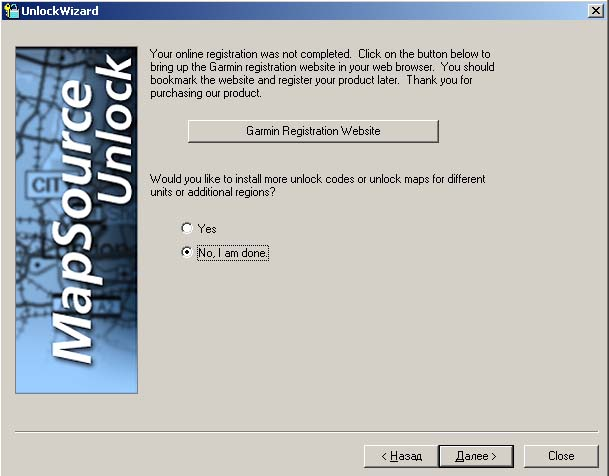 UnlockWizard
Your online registration was not completed. Click on the button below to
bring up the Garmin registration website in your web browser. You should
bookmark the website and register your product later. Thank you for
purchasing our product.
Garmin Registration Website
Would you like to install more unlock codes or unlock maps for different
units or additional regions?
Yes
No, I am done.
MapSource
Unlock
CIT
< Назад
Далее >
Close